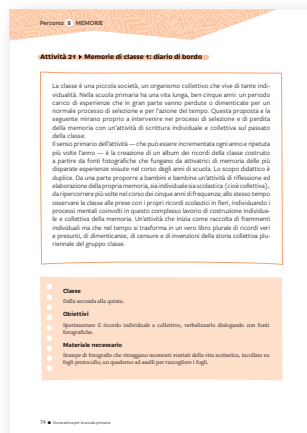 Percorso 5 MEMORIE
Attività 21 ▸ Memorie di classe 1: diario di bordo
La classe è una piccola società, un organismo collettivo che vive di tante indi-
vidualità. Nella scuola primaria ha una vita lunga, ben cinque anni: un periodo
carico di esperienze che in gran parte vanno perdute o dimenticate per un
normale processo di selezione e per l'azione del tempo. Questa proposta e la
seguente mirano proprio a intervenire nei processi di selezione e di perdita
della memoria con un'attività di scrittura individuale e collettiva sul passato
della classe.
Il senso primario dell'attività — che può essere incrementata ogni anno e ripetuta
più volte l'anno — è la creazione di un album dei ricordi della classe costruito
a partire da fonti fotografiche che fungano da attivatrici di memoria delle più
disparate esperienze vissute nel corso degli anni di scuola. Lo scopo didattico è
duplice. Da una parte proporre a bambini e bambine un'attività di riflessione ed
elaborazione della propria memoria, sia individuale sia scolastica (cioè collettiva),
da ripercorrere più volte nel corso dei cinque anni di frequenza; allo stesso tempo
osservare la classe alle prese con i propri ricordi scolastici in fieri, individuando i
processi mentali coinvolti in questo complesso lavoro di costruzione individua-
le e collettiva della memoria. Un'attività che inizia come raccolta di frammenti
individuali ma che nel tempo si trasforma in un vero libro plurale di ricordi veri
e presunti, di dimenticanze, di censure e di invenzioni della storia collettiva plu-
riennale del gruppo classe.
Classe
Dalla seconda alla quinta.
Obiettivi
Sperimentare il ricordo individuale e collettivo, verbalizzarlo dialogando con fonti
fotografiche.
Materiale necessario
Stampe di fotografie che ritraggano momenti svariati della vita scolastica, incollate su
fogli protocollo; un quaderno ad anelli per raccogliere i fogli.
74 ■ Storia attiva per la scuola primaria